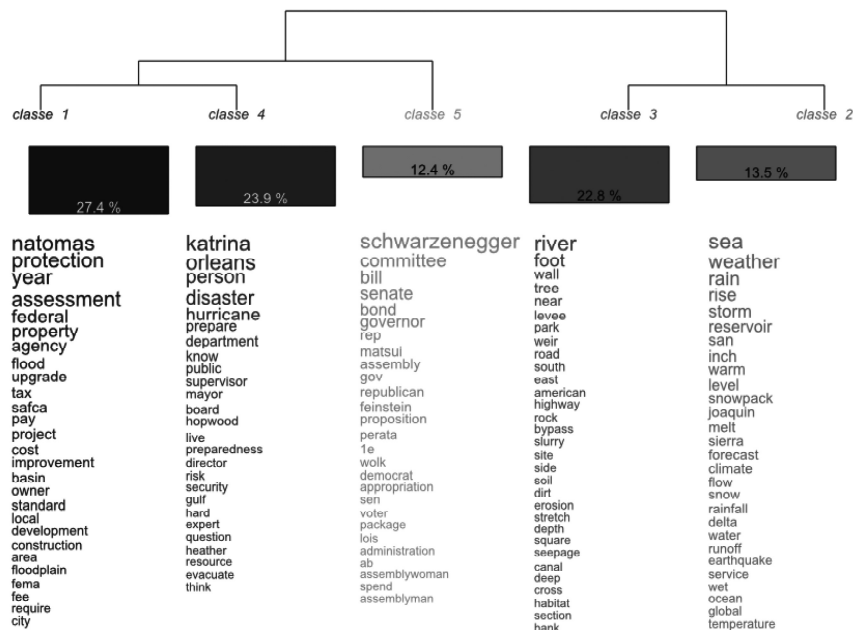 classe 1
classe 4
classe 5
classe 3
classe 2
27.4 %
23.9 %
12.4 %
22.8 %
13.5 %
natomas
protection
year
assessment
federal
property
agency
flood
upgrade
tax
safca
pay
project
cost
improvement
basin
owner
standard
local
development
construction
area
floodplain
fema
fee
require
city
katrina
orleans
person
disaster
hurricane
prepare
department
know
public
supervisor
mayor
board
hopwood
live
preparedness
director
risk
security
gulf
hard
expert
question
heather
resource
evacuate
think
schwarzenegger
committee
bill
senate
bond
governor
rep
matsui
assembly
gov
republican
feinstein
proposition
perata
1e
wolk
democrat
appropriation
sen
voter
package
lois
administration
ab
assemblywoman
spend
assemblyman
river
foot
wall
tree
near
levee
park
weir
road
south
east
american
highway
rock
bypass
slurry
site
side
soil
dirt
erosion
stretch
depth
square
seepage
canal
deep
cross
habitat
section
bank
sea
weather
rain
rise
storm
reservoir
san
inch
warm
level
snowpack
joaquin
melt
sierra
forecast
climate
flow
snow
rainfall
delta
water
runoff
earthquake
service
wet
ocean
global
temperature